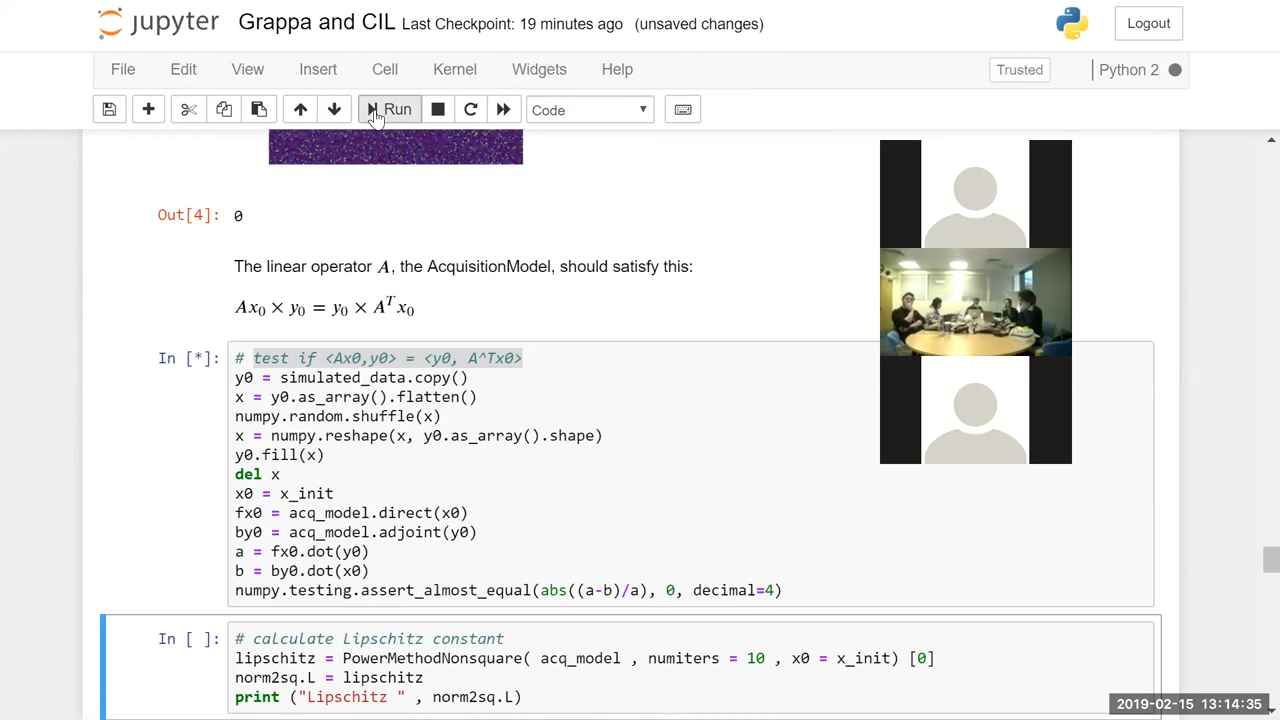 jupyter Grappa and CIL Last Checkpoint: 19 minutes ago (unsaved changes) Logout
File Edit View Insert Cell Kernel Widgets Help Trusted Python 2
Run Code
Out[4]: 0
The linear operator A, the AcquisitionModel, should satisfy this:
Ax₀ × y₀ = y₀ × Aᵀx₀
In [*]: # test if <Ax0,y0> = <y0, A^Tx0>
y0 = simulated_data.copy()
x = y0.as_array().flatten()
numpy.random.shuffle(x)
x = numpy.reshape(x, y0.as_array().shape)
y0.fill(x)
del x
x0 = x_init
fx0 = acq_model.direct(x0)
by0 = acq_model.adjoint(y0)
a = fx0.dot(y0)
b = by0.dot(x0)
numpy.testing.assert_almost_equal(abs((a-b)/a), 0, decimal=4)
In [ ]: # calculate Lipschitz constant
lipschitz = PowerMethodNonsquare( acq_model , numiters = 10 , x0 = x_init) [0]
norm2sq.L = lipschitz
print ("Lipschitz " , norm2sq.L)
2019-02-15 13:14:35